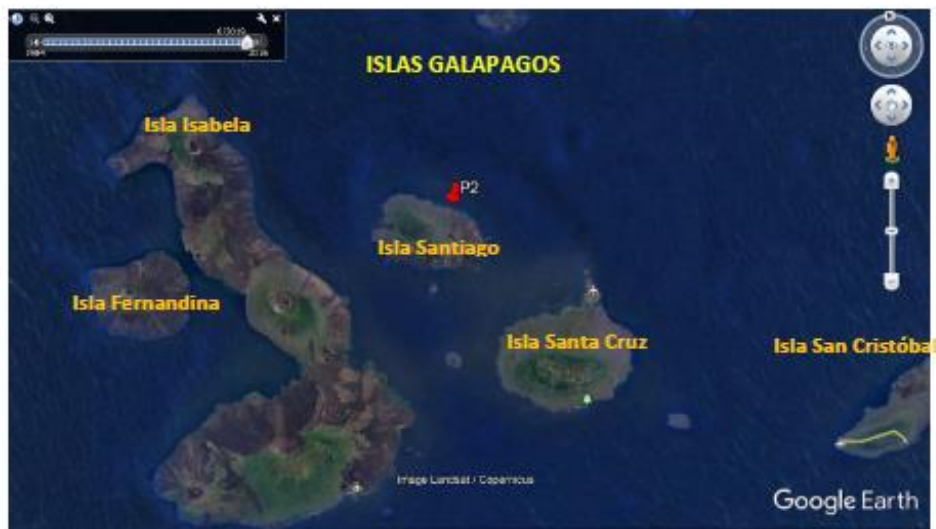 ISLAS GALAPAGOS
Isla Isabela
P2
Isla Santiago
Isla Fernandina
Isla Santa Cruz
Isla San Cristóbal
Image Landsat / Copernicus
Google Earth